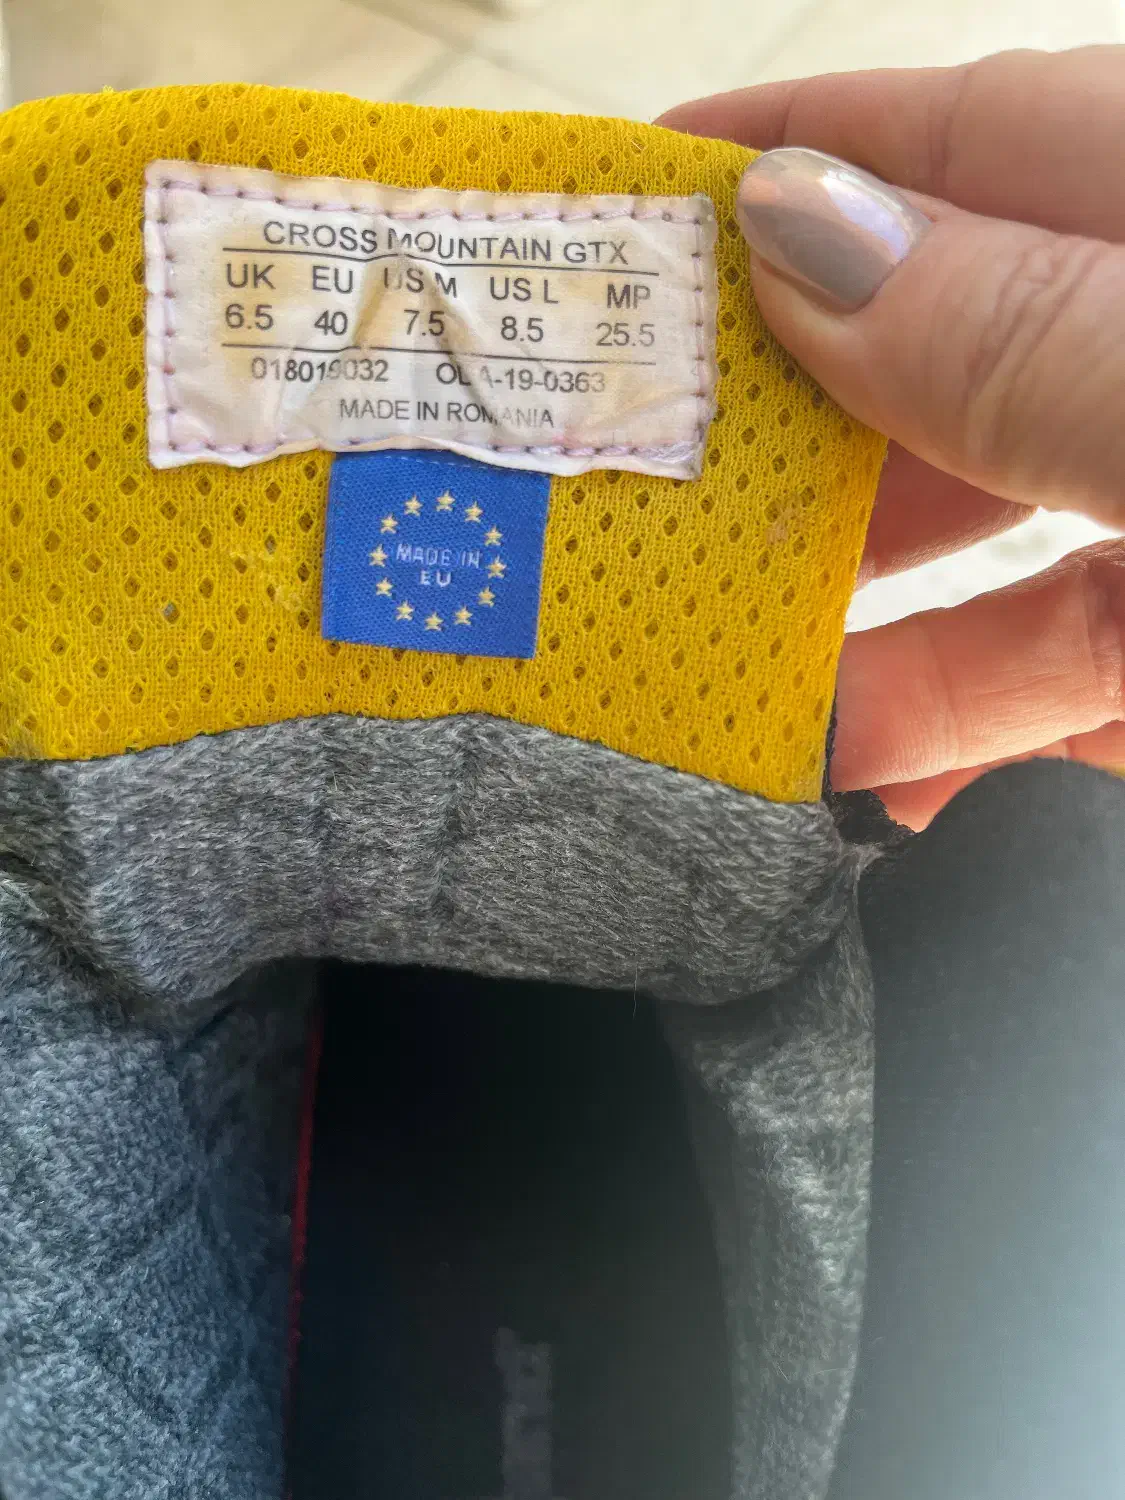 CROSS MOUNTAIN GTX
UK EU US M US L MP
6.5 40 7.5 8.5 25.5
018019032
MADE IN ROMANIA
MADE IN
EU